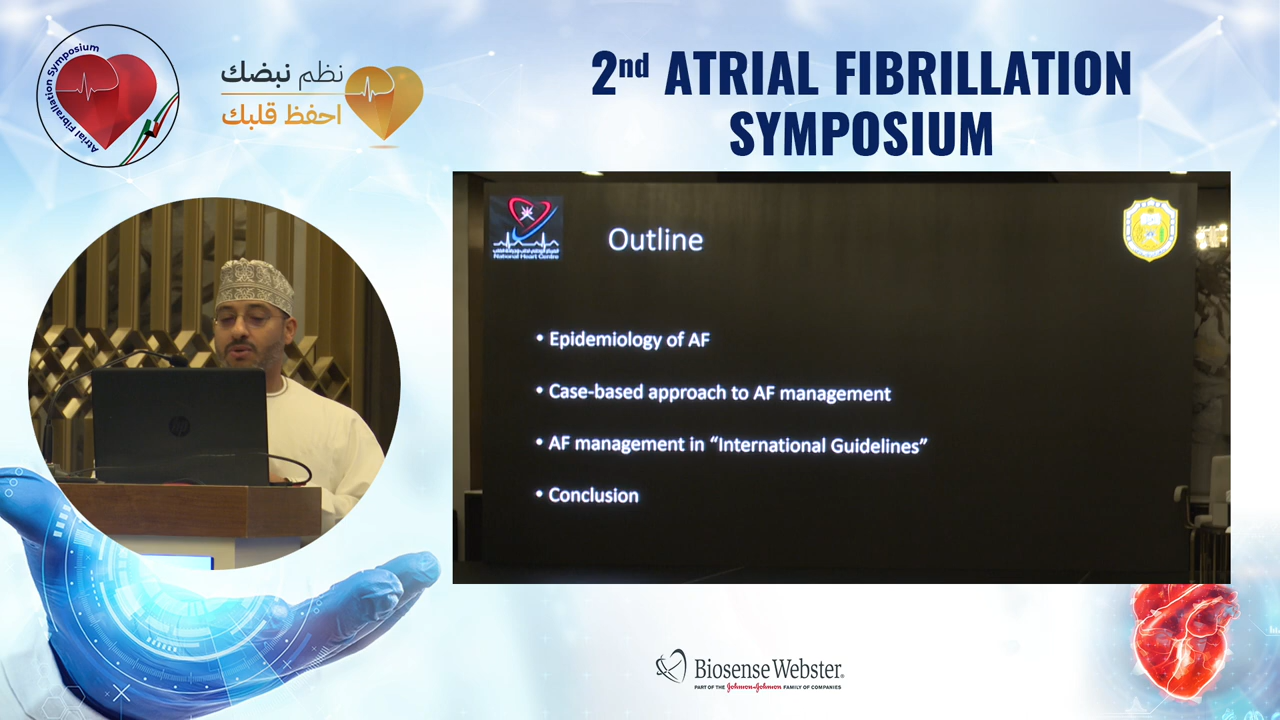 Atrial Fibrallation Symposium
نظم نبضك
احفظ قلبك
2nd ATRIAL FIBRILLATION
SYMPOSIUM
National Heart Centre
Outline
• Epidemiology of AF
• Case-based approach to AF management
• AF management in “International Guidelines”
• Conclusion
hp
Biosense Webster®
PART OF THE Johnson & Johnson FAMILY OF COMPANIES